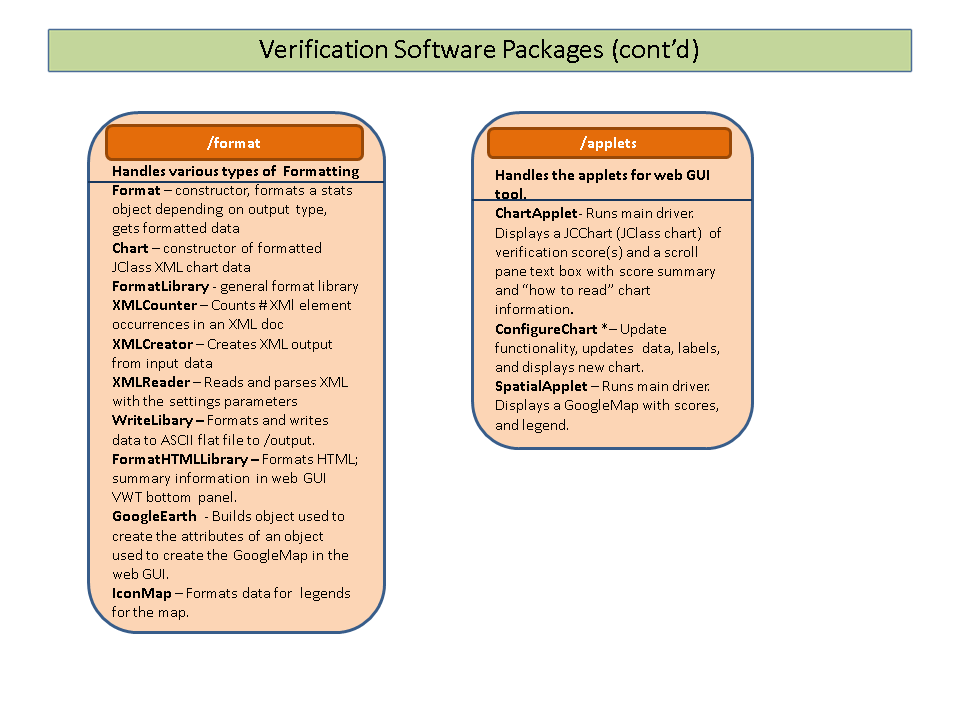 Verification Software Packages (cont’d)
/format
Handles various types of Formatting
Format – constructor, formats a stats
object depending on output type,
gets formatted data
Chart – constructor of formatted
JClass XML chart data
FormatLibrary - general format library
XMLCounter – Counts # XMl element
occurrences in an XML doc
XMLCreator – Creates XML output
from input data
XMLReader – Reads and parses XML
with the settings parameters
WriteLibary – Formats and writes
data to ASCII flat file to /output.
FormatHTMLLibrary – Formats HTML;
summary information in web GUI
VWT bottom panel.
GoogleEarth - Builds object used to
create the attributes of an object
used to create the GoogleMap in the
web GUI.
IconMap – Formats data for legends
for the map.
/applets
Handles the applets for web GUI
tool.
ChartApplet- Runs main driver.
Displays a JCChart (JClass chart) of
verification score(s) and a scroll
pane text box with score summary
and “how to read” chart
information.
ConfigureChart *– Update
functionality, updates data, labels,
and displays new chart.
SpatialApplet – Runs main driver.
Displays a GoogleMap with scores,
and legend.